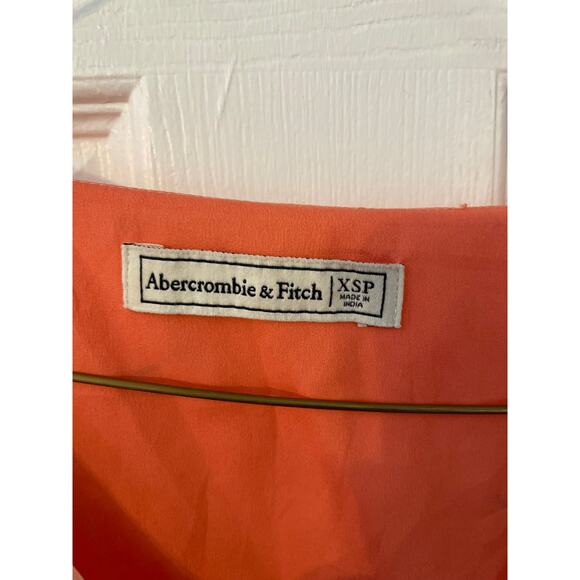 Abercrombie & Fitch
XSP
MADE IN
INDIA